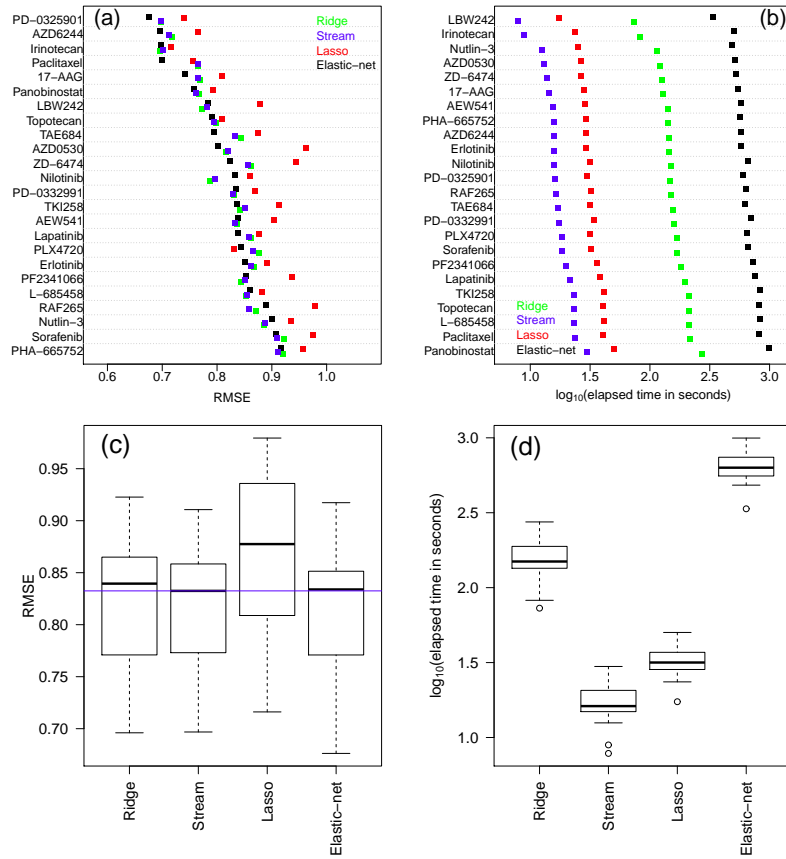 (a)
PD-0325901
AZD6244
Irinotecan
Paclitaxel
17-AAG
Panobinostat
LBW242
Topotecan
TAE684
AZD0530
ZD-6474
Nilotinib
PD-0332991
TKI258
AEW541
Lapatinib
PLX4720
Erlotinib
PF2341066
L-685458
RAF265
Nutlin-3
Sorafenib
PHA-665752
Ridge
Stream
Lasso
Elastic-net
0.6 0.7 0.8 0.9 1.0
RMSE
(b)
LBW242
Irinotecan
Nutlin-3
AZD0530
ZD-6474
17-AAG
AEW541
PHA-665752
AZD6244
Erlotinib
Nilotinib
PD-0325901
RAF265
TAE684
PD-0332991
PLX4720
Sorafenib
PF2341066
Lapatinib
TKI258
Topotecan
L-685458
Paclitaxel
Panobinostat
Ridge
Stream
Lasso
Elastic-net
1.0 1.5 2.0 2.5 3.0
log10(elapsed time in seconds)
(c)
RMSE
0.95
0.90
0.85
0.80
0.75
0.70
Ridge
Stream
Lasso
Elastic-net
(d)
log10(elapsed time in seconds)
3.0
2.5
2.0
1.5
1.0
Ridge
Stream
Lasso
Elastic-net